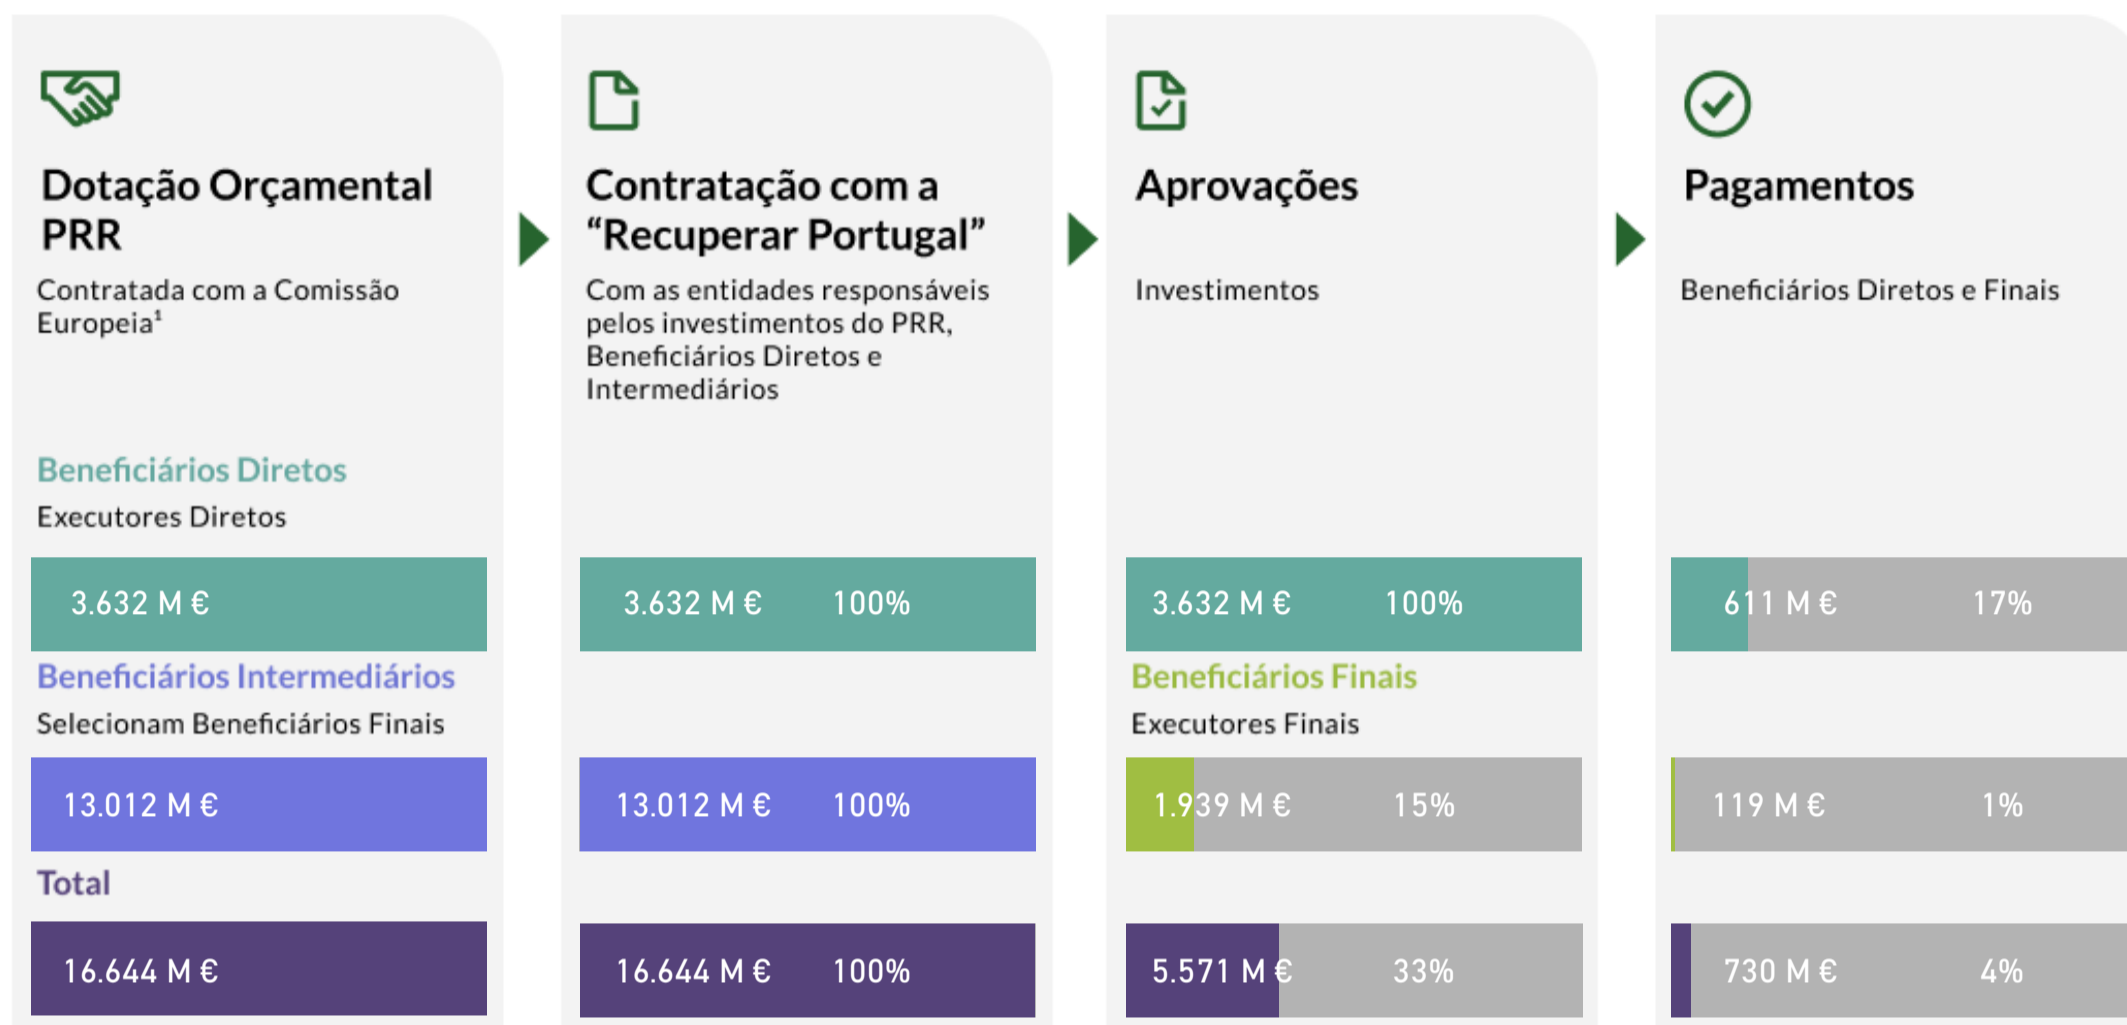 Dotação Orçamental
PRR
Contratada com a Comissão
Europeia¹
Contratação com a
“Recuperar Portugal”
Com as entidades responsáveis
pelos investimentos do PRR,
Beneficiários Diretos e
Intermediários
Aprovações
Investimentos
Pagamentos
Beneficiários Diretos e Finais
Beneficiários Diretos
Executores Diretos
3.632 M €
3.632 M € 100%
3.632 M € 100%
611 M € 17%
Beneficiários Intermediários
Selecionam Beneficiários Finais
Beneficiários Finais
Executores Finais
13.012 M €
13.012 M € 100%
1.939 M € 15%
119 M € 1%
Total
16.644 M €
16.644 M € 100%
5.571 M € 33%
730 M € 4%